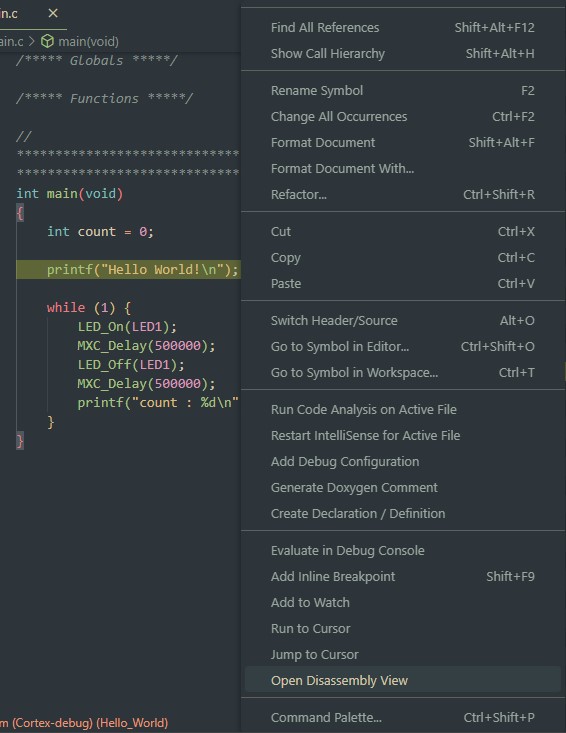 in.c ×
ain.c > main(void)
/***** Globals *****/
/***** Functions *****/
//
*****************************
*****************************
int main(void)
{
int count = 0;
printf("Hello World!\n");
while (1) {
LED_On(LED1);
MXC_Delay(500000);
LED_Off(LED1);
MXC_Delay(500000);
printf("count : %d\n"
}
}
m (Cortex-debug) (Hello_World)
Find All References Shift+Alt+F12
Show Call Hierarchy Shift+Alt+H
Rename Symbol F2
Change All Occurrences Ctrl+F2
Format Document Shift+Alt+F
Format Document With...
Refactor... Ctrl+Shift+R
Cut Ctrl+X
Copy Ctrl+C
Paste Ctrl+V
Switch Header/Source Alt+O
Go to Symbol in Editor... Ctrl+Shift+O
Go to Symbol in Workspace... Ctrl+T
Run Code Analysis on Active File
Restart IntelliSense for Active File
Add Debug Configuration
Generate Doxygen Comment
Create Declaration / Definition
Evaluate in Debug Console
Add Inline Breakpoint Shift+F9
Add to Watch
Run to Cursor
Jump to Cursor
Open Disassembly View
Command Palette... Ctrl+Shift+P